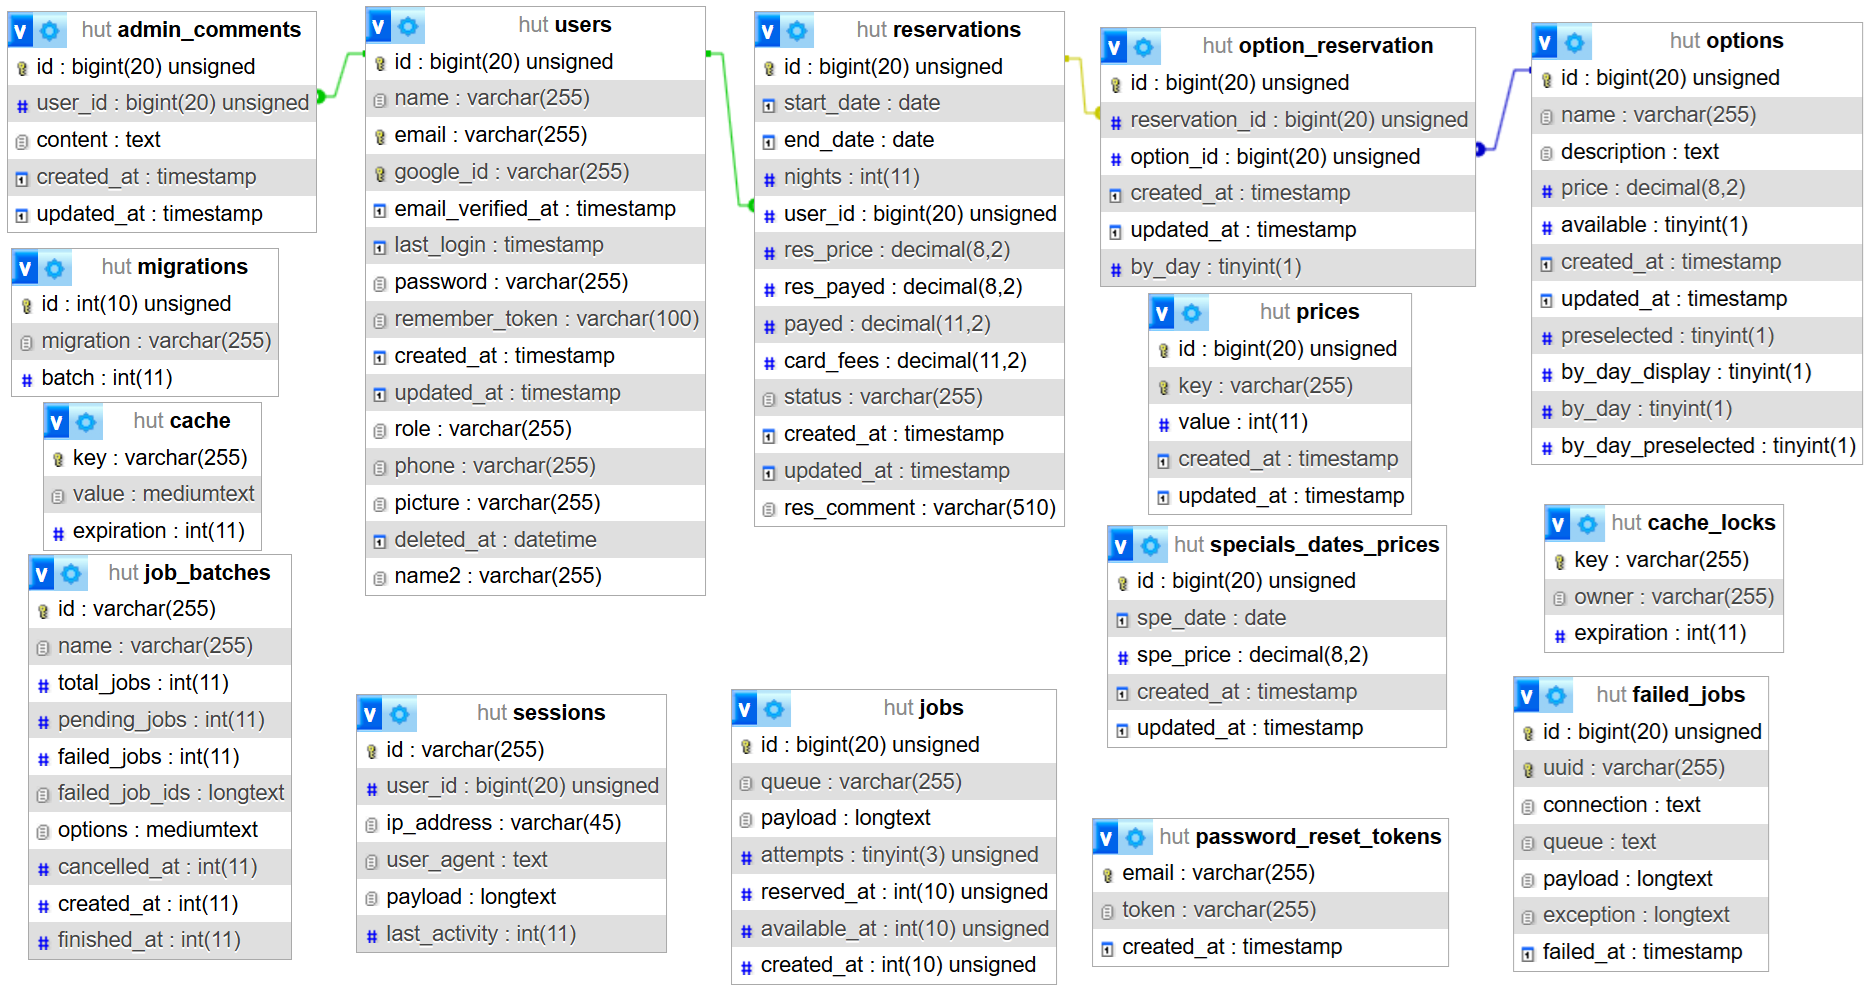 v hut admin_comments
id : bigint(20) unsigned
# user_id : bigint(20) unsigned
content : text
created_at : timestamp
updated_at : timestamp
v hut migrations
id : int(10) unsigned
migration : varchar(255)
# batch : int(11)
v hut cache
key : varchar(255)
value : mediumtext
# expiration : int(11)
v hut job_batches
id : varchar(255)
name : varchar(255)
# total_jobs : int(11)
# pending_jobs : int(11)
# failed_jobs : int(11)
failed_job_ids : longtext
options : mediumtext
# cancelled_at : int(11)
# created_at : int(11)
# finished_at : int(11)
v hut users
id : bigint(20) unsigned
name : varchar(255)
email : varchar(255)
google_id : varchar(255)
email_verified_at : timestamp
last_login : timestamp
password : varchar(255)
remember_token : varchar(100)
created_at : timestamp
updated_at : timestamp
role : varchar(255)
phone : varchar(255)
picture : varchar(255)
deleted_at : datetime
name2 : varchar(255)
v hut sessions
id : varchar(255)
# user_id : bigint(20) unsigned
ip_address : varchar(45)
user_agent : text
payload : longtext
# last_activity : int(11)
v hut reservations
id : bigint(20) unsigned
start_date : date
end_date : date
# nights : int(11)
# user_id : bigint(20) unsigned
# res_price : decimal(8,2)
# res_payed : decimal(8,2)
# payed : decimal(11,2)
# card_fees : decimal(11,2)
status : varchar(255)
created_at : timestamp
updated_at : timestamp
res_comment : varchar(510)
v hut jobs
id : bigint(20) unsigned
queue : varchar(255)
payload : longtext
# attempts : tinyint(3) unsigned
# reserved_at : int(10) unsigned
# available_at : int(10) unsigned
# created_at : int(10) unsigned
v hut option_reservation
id : bigint(20) unsigned
# reservation_id : bigint(20) unsigned
# option_id : bigint(20) unsigned
created_at : timestamp
updated_at : timestamp
# by_day : tinyint(1)
v hut prices
id : bigint(20) unsigned
key : varchar(255)
# value : int(11)
created_at : timestamp
updated_at : timestamp
v hut specials_dates_prices
id : bigint(20) unsigned
spe_date : date
# spe_price : decimal(8,2)
created_at : timestamp
updated_at : timestamp
v hut password_reset_tokens
email : varchar(255)
token : varchar(255)
created_at : timestamp
v hut options
id : bigint(20) unsigned
name : varchar(255)
description : text
# price : decimal(8,2)
# available : tinyint(1)
created_at : timestamp
updated_at : timestamp
# preselected : tinyint(1)
# by_day_display : tinyint(1)
# by_day : tinyint(1)
# by_day_preselected : tinyint(1)
v hut cache_locks
key : varchar(255)
owner : varchar(255)
# expiration : int(11)
v hut failed_jobs
id : bigint(20) unsigned
uuid : varchar(255)
connection : text
queue : text
payload : longtext
exception : longtext
failed_at : timestamp